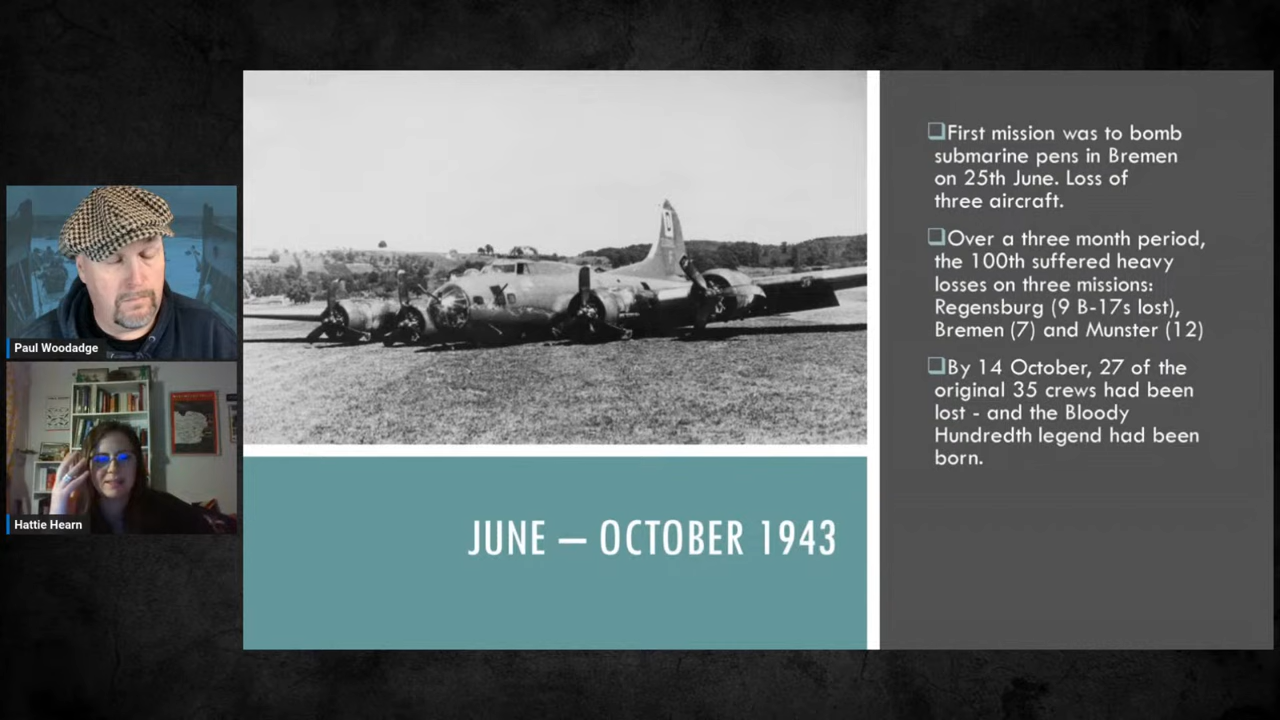 Paul Woodadge
Hattie Hearn
JUNE – OCTOBER 1943
First mission was to bomb
submarine pens in Bremen
on 25th June. Loss of
three aircraft.
Over a three month period,
the 100th suffered heavy
losses on three missions:
Regensburg (9 B-17s lost),
Bremen (7) and Munster (12)
By 14 October, 27 of the
original 35 crews had been
lost - and the Bloody
Hundredth legend had been
born.